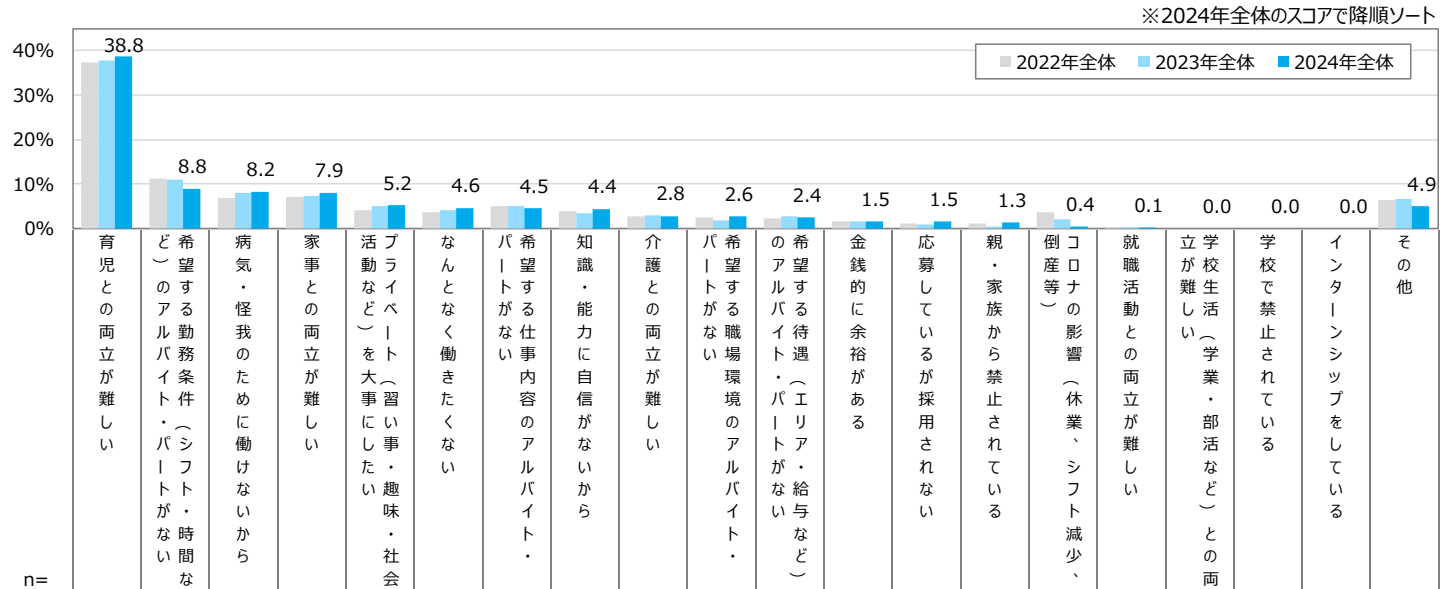 ※2024年全体のスコアで降順ソート
2022年全体 2023年全体 2024年全体
40%
30%
20%
10%
0%
38.8
8.8
8.2
7.9
5.2
4.6
4.5
4.4
2.8
2.6
2.4
1.5
1.5
1.3
0.4
0.1
0.0
0.0
0.0
4.9
育児との両立が難しい
希望する勤務条件（シフト・時間な
ど）のアルバイト・パートがない
病気・怪我のために働けないから
家事との両立が難しい
プライベート（習い事・趣味・社会
活動など）を大事にしたい
なんとなく働きたくない
希望する仕事内容のアルバイト・
パートがない
知識・能力に自信がないから
介護との両立が難しい
希望する職場環境のアルバイト・
パートがない
希望する待遇（エリア・給与など）
のアルバイト・パートがない
金銭的に余裕がある
応募しているが採用されない
親・家族から禁止されている
コロナの影響（休業、シフト減少、
倒産等）
就職活動との両立が難しい
学校生活（学業・部活など）との両
立が難しい
学校で禁止されている
インターンシップをしている
その他
n=